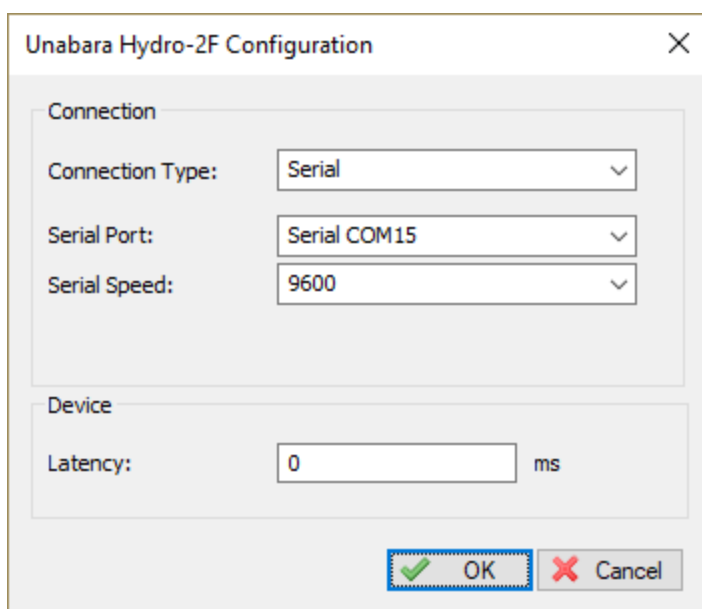 Unabara Hydro-2F Configuration
Connection
Connection Type: Serial
Serial Port: Serial COM15
Serial Speed: 9600
Device
Latency: 0 ms
OK Cancel